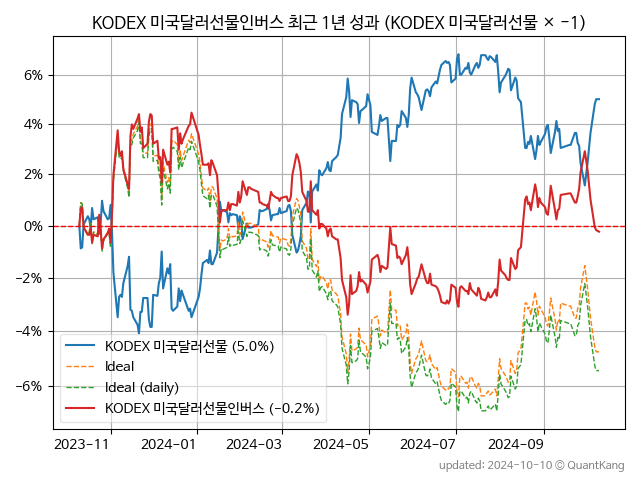 KODEX 미국달러선물인버스 최근 1년 성과 (KODEX 미국달러선물 × −1)
6%
4%
2%
0%
−2%
−4%
−6%
KODEX 미국달러선물 (5.0%)
Ideal
Ideal (daily)
KODEX 미국달러선물인버스 (−0.2%)
2023−11 2024−01 2024−03 2024−05 2024−07 2024−09
updated: 2024-10-10 © QuantKang